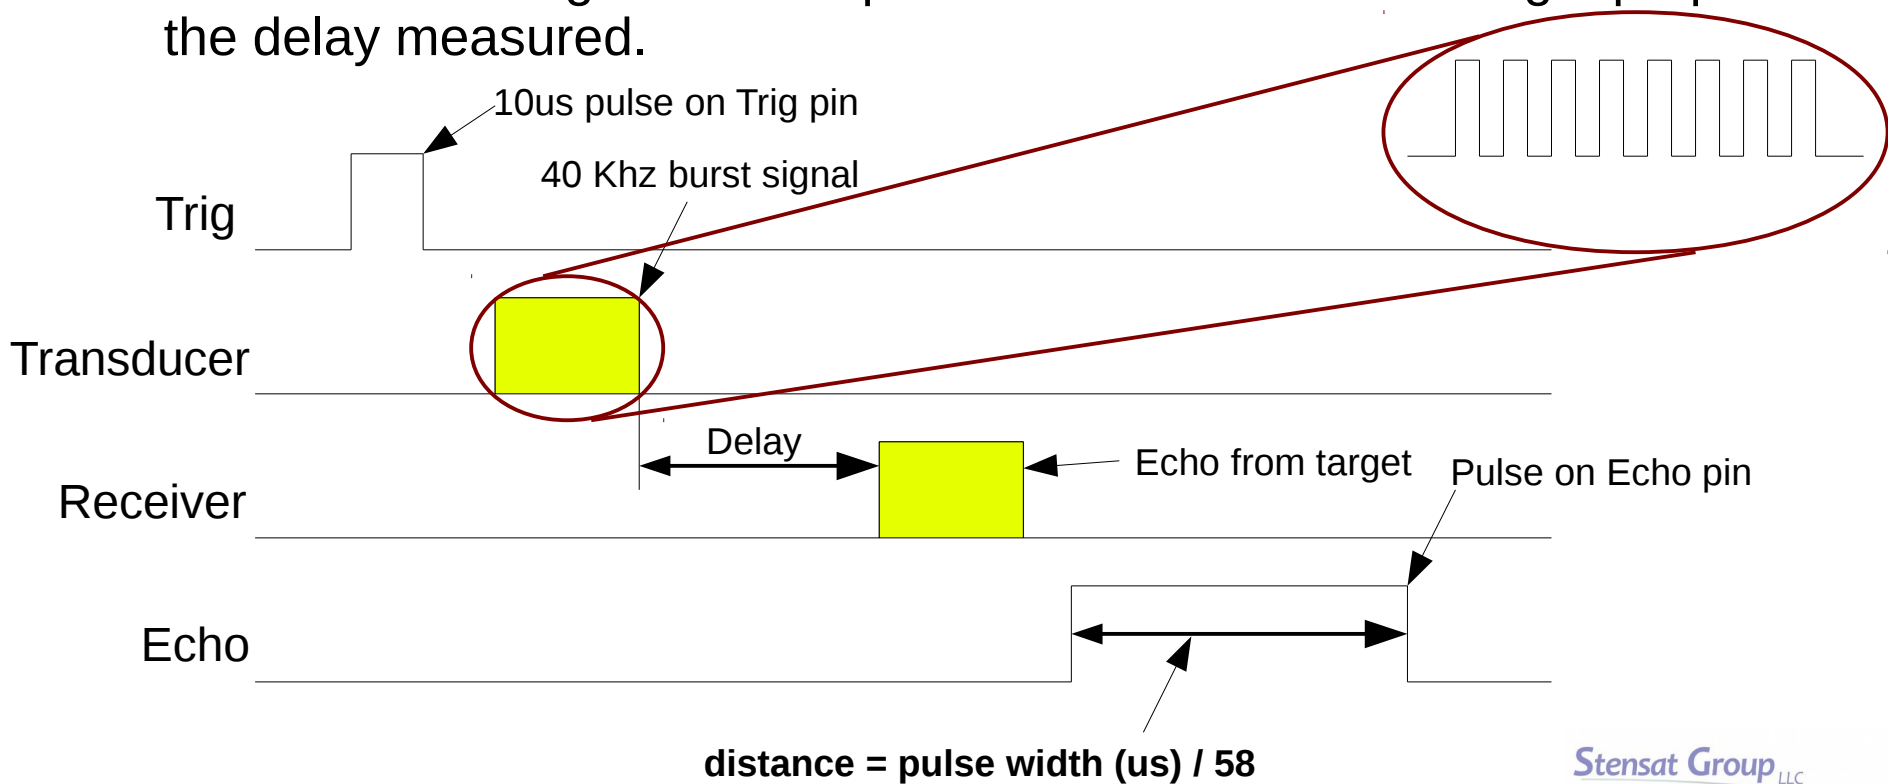 the delay measured.
10us pulse on Trig pin
40 Khz burst signal
Trig
Transducer
Delay
Echo from target
Pulse on Echo pin
Receiver
Echo
distance = pulse width (us) / 58
Stensat Group LLC